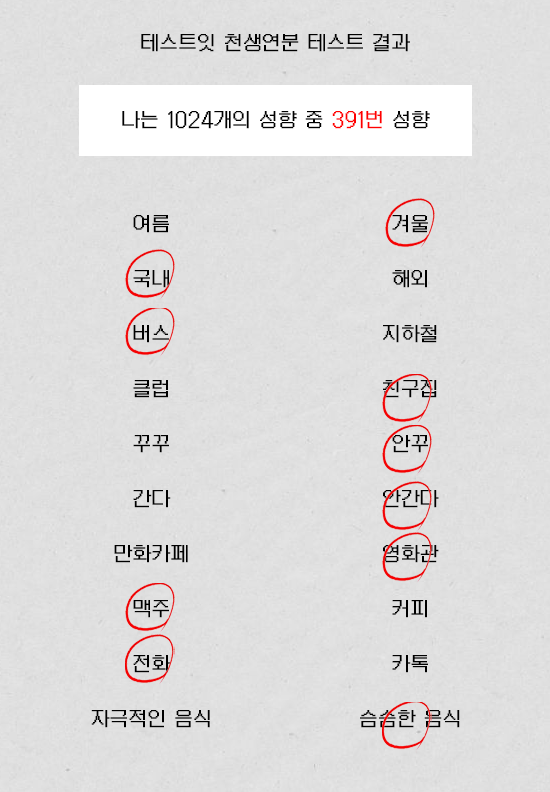 테스트잇 천생연분 테스트 결과
나는 1024개의 성향 중 391번 성향
여름 겨울
국내 해외
버스 지하철
클럽 친구집
꾸꾸 안꾸
간다 안간다
만화카페 영화관
맥주 커피
전화 카톡
자극적인 음식 슴슴한 음식